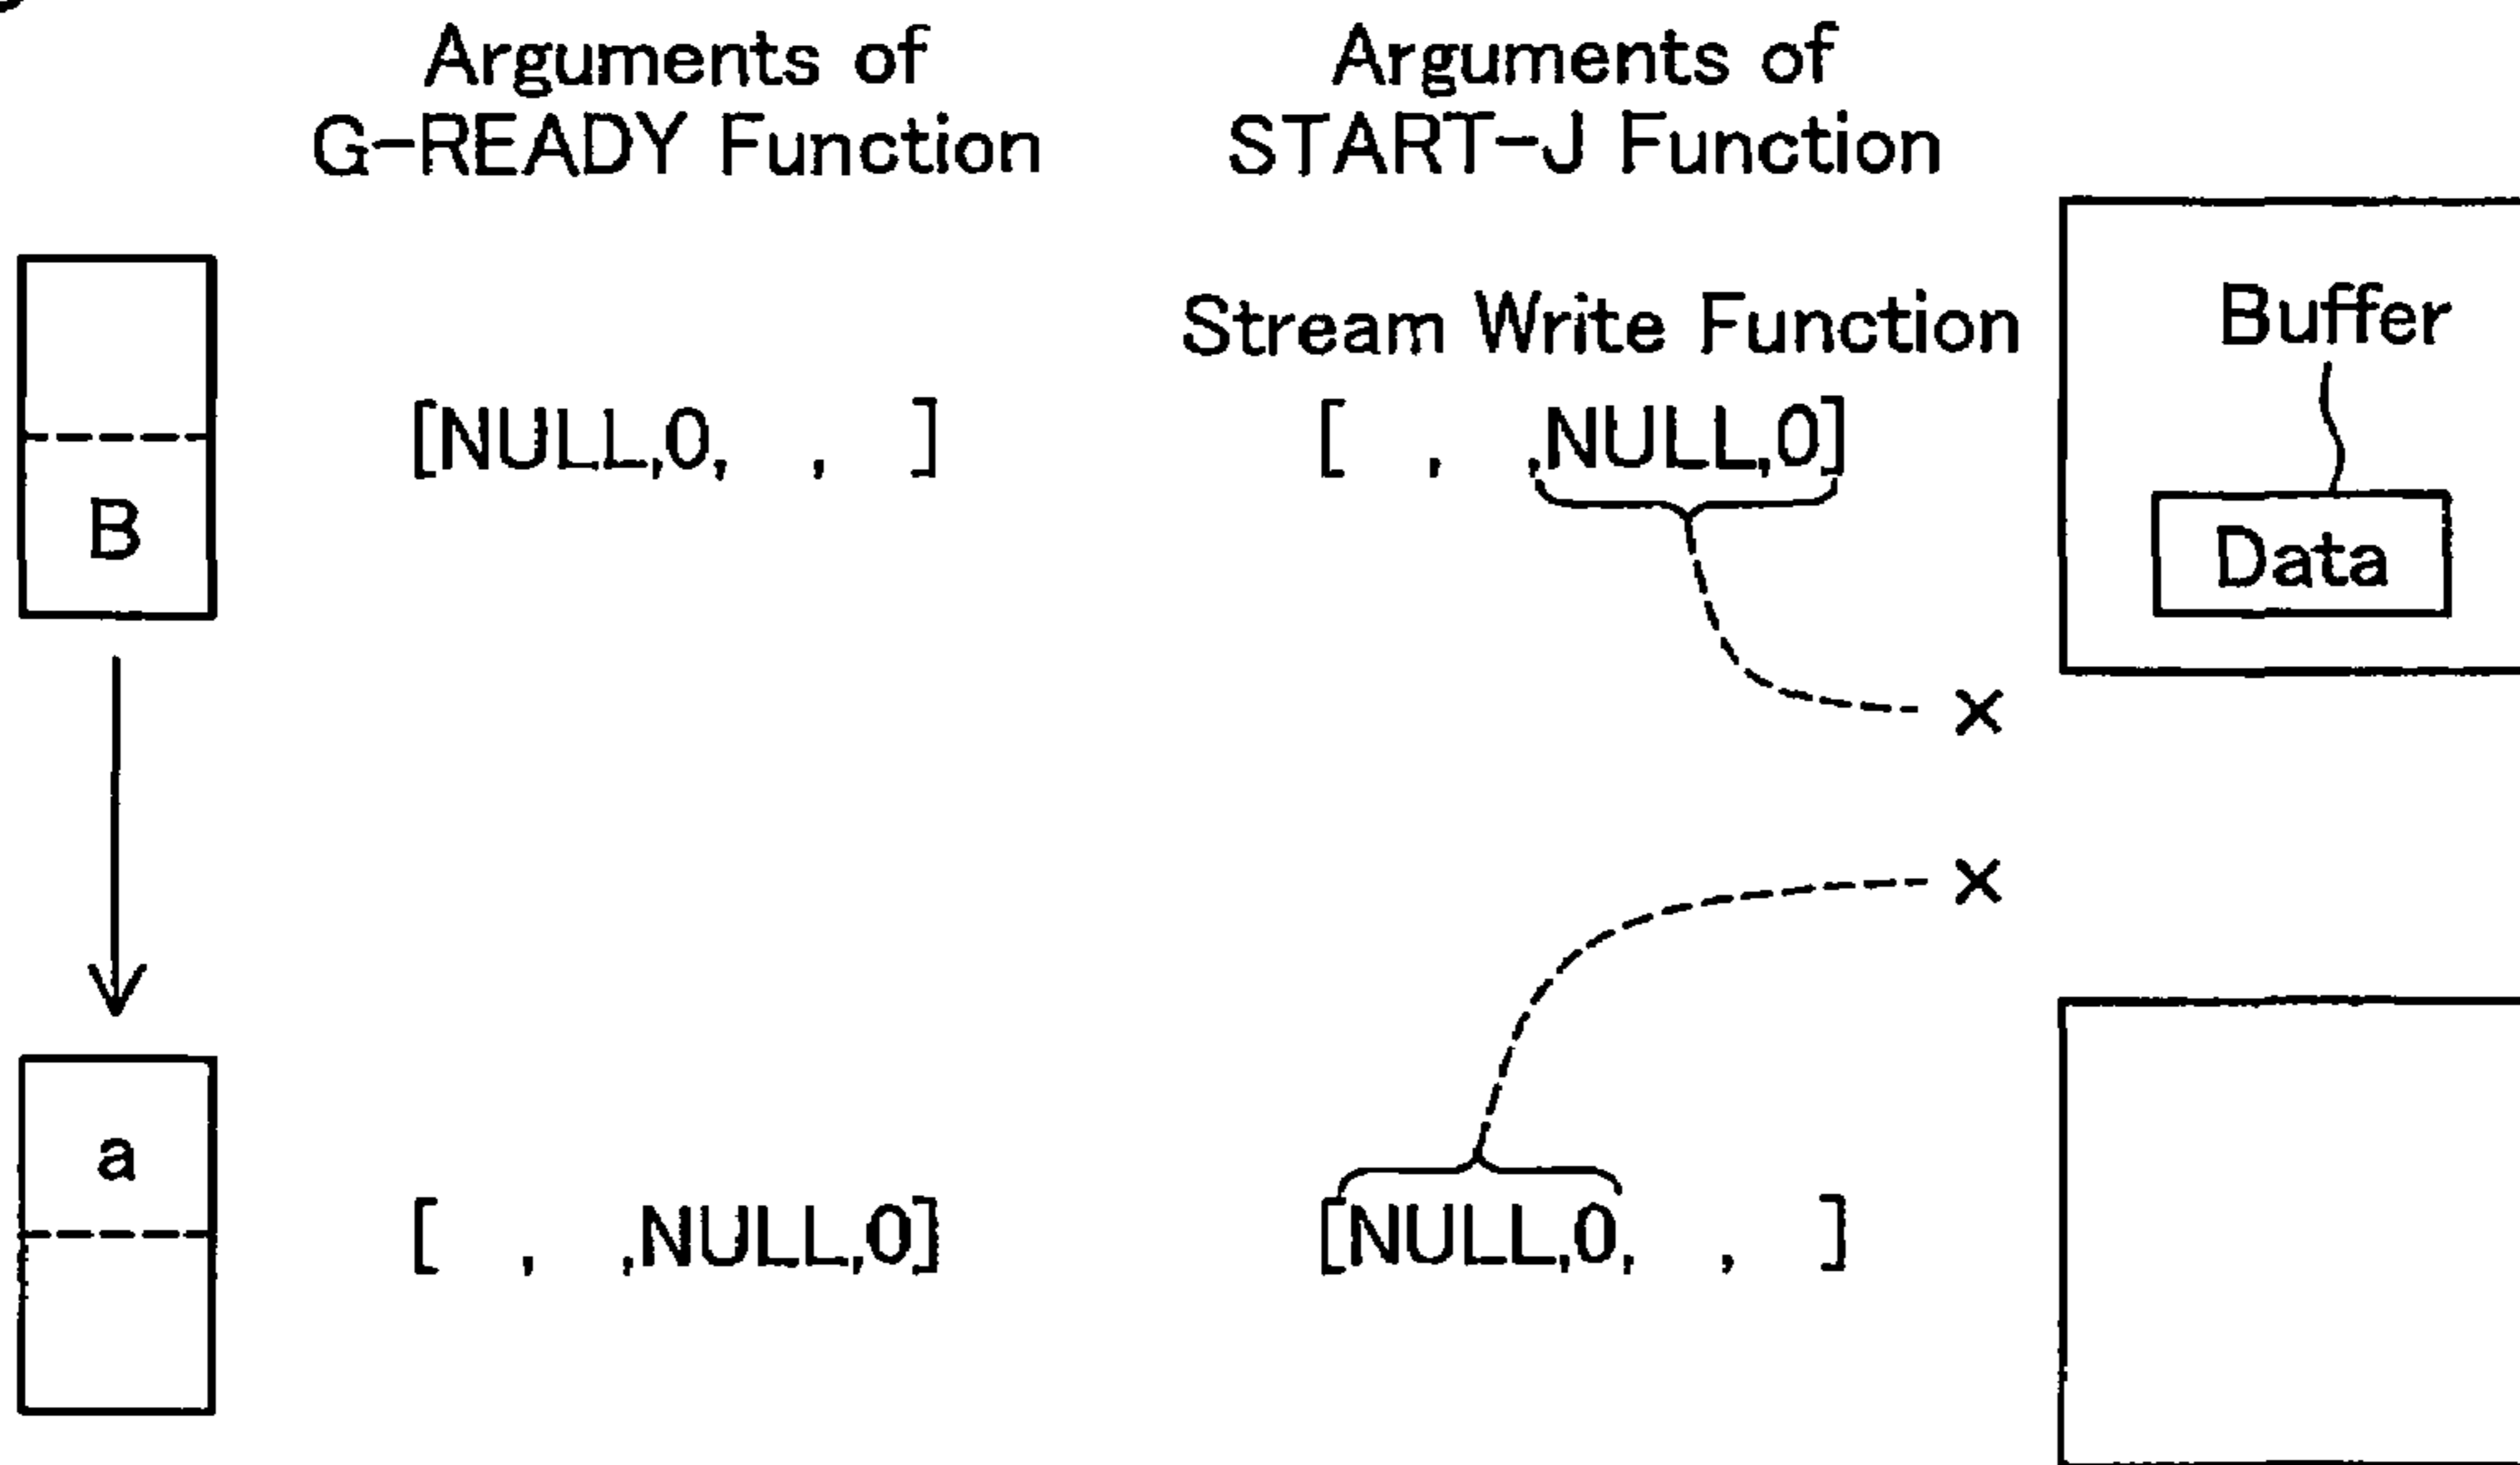 Arguments of
G-READY Function
Arguments of
START-J Function
Stream Write Function
Buffer
[NULL,0, , ]
[ , ,NULL,0]
B
Data
×
×
a
[ , ,NULL,0]
[NULL,0, , ]